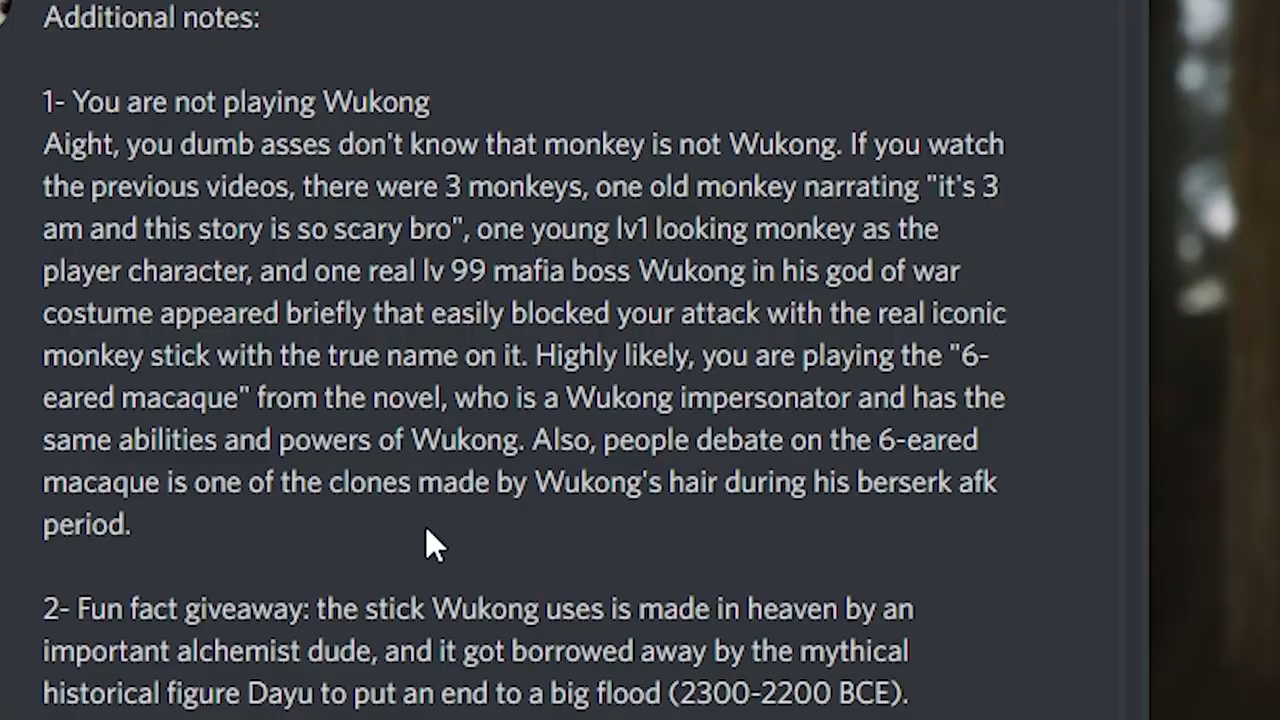 Additional notes:
1- You are not playing Wukong
Aight, you dumb asses don't know that monkey is not Wukong. If you watch
the previous videos, there were 3 monkeys, one old monkey narrating "it's 3
am and this story is so scary bro", one young lv1 looking monkey as the
player character, and one real lv 99 mafia boss Wukong in his god of war
costume appeared briefly that easily blocked your attack with the real iconic
monkey stick with the true name on it. Highly likely, you are playing the "6-
eared macaque" from the novel, who is a Wukong impersonator and has the
same abilities and powers of Wukong. Also, people debate on the 6-eared
macaque is one of the clones made by Wukong's hair during his berserk afk
period.
2- Fun fact giveaway: the stick Wukong uses is made in heaven by an
important alchemist dude, and it got borrowed away by the mythical
historical figure Dayu to put an end to a big flood (2300-2200 BCE).